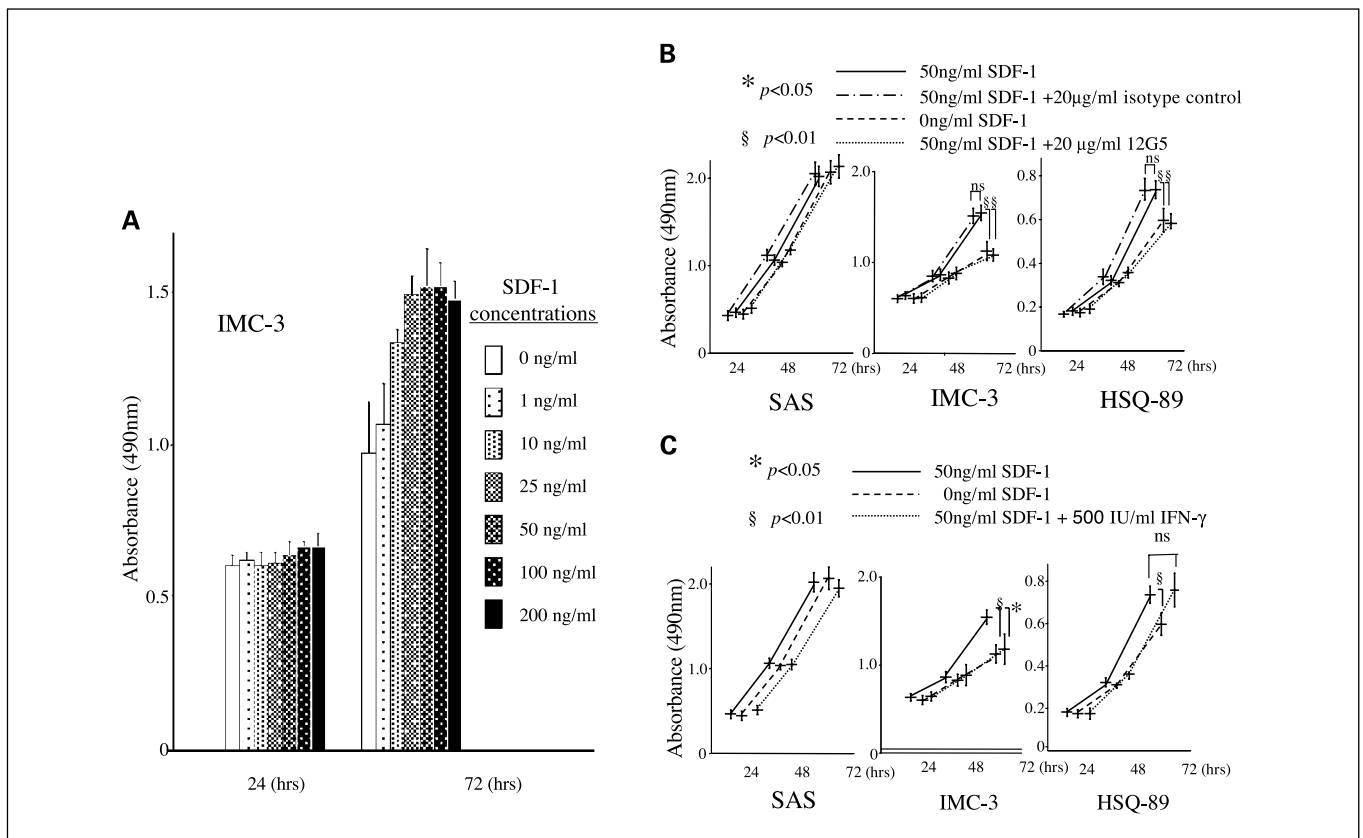 A
IMC-3
SDF-1
concentrations
0 ng/ml
1 ng/ml
10 ng/ml
25 ng/ml
50 ng/ml
100 ng/ml
200 ng/ml
Absorbance (490nm)
1.5
1.0
0.5
0
24 (hrs)
72 (hrs)
B
* p<0.05
§ p<0.01
50ng/ml SDF-1
50ng/ml SDF-1 +20μg/ml isotype control
0ng/ml SDF-1
50ng/ml SDF-1 +20 μg/ml 12G5
Absorbance (490nm)
2.0
1.0
0
24 48 72 (hrs)
SAS
2.0
1.0
0
ns
§§
24 48 72 (hrs)
IMC-3
0.8
0.6
0.4
0.2
0
ns
§§
24 48 72 (hrs)
HSQ-89
C
* p<0.05
§ p<0.01
50ng/ml SDF-1
0ng/ml SDF-1
50ng/ml SDF-1 + 500 IU/ml IFN-γ
Absorbance (490nm)
2.0
1.0
0
24 48 72 (hrs)
SAS
2.0
1.0
0
§ *
24 48 72 (hrs)
IMC-3
0.8
0.6
0.4
0.2
0
ns
§
24 48 72 (hrs)
HSQ-89